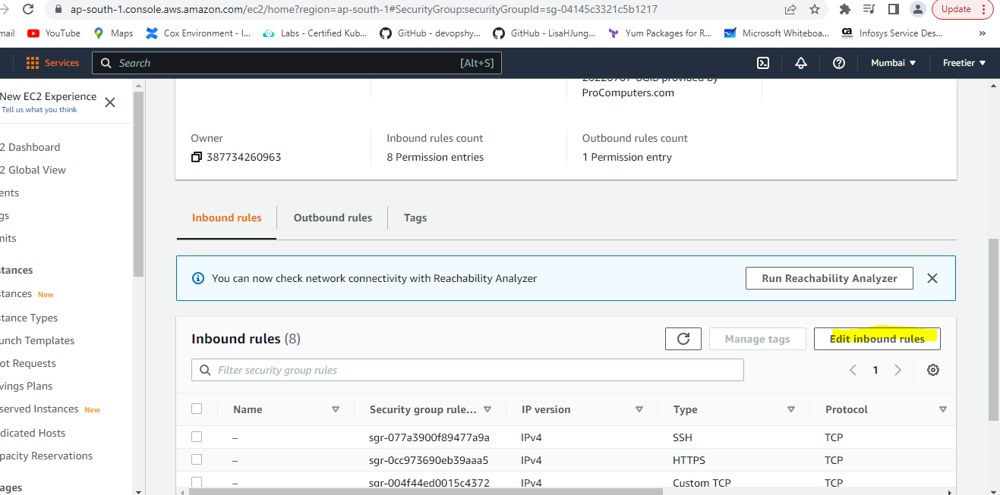 ap-south-1.console.aws.amazon.com/ec2/home?region=ap-south-1#SecurityGroup:securityGroupId=sg-04145c3321c5b1217
Update
mail YouTube Maps Cox Environment - I... Labs - Certified Kub... GitHub - devopshy... GitHub - LisaHJung... Yum Packages for R... Microsoft Whiteboa... Infosys Service Des... »
Services Search [Alt+S] Mumbai Freetier
New EC2 Experience
Tell us what you think
2 Dashboard
2 Global View
ents
gs
mits
stances
stances New
stance Types
unch Templates
ot Requests
vings Plans
served Instances New
dicated Hosts
pacity Reservations
ages
ProComputers.com
Owner
387734260963
Inbound rules count
8 Permission entries
Outbound rules count
1 Permission entry
Inbound rules Outbound rules Tags
You can now check network connectivity with Reachability Analyzer Run Reachability Analyzer
Inbound rules (8) Manage tags Edit inbound rules
Filter security group rules 1
Name Security group rule... IP version Type Protocol
– sgr-077a3900f89477a9a IPv4 SSH TCP
– sgr-0cc973690eb39aaa5 IPv4 HTTPS TCP
– sgr-004f44ed0015c4372 IPv4 Custom TCP TCP